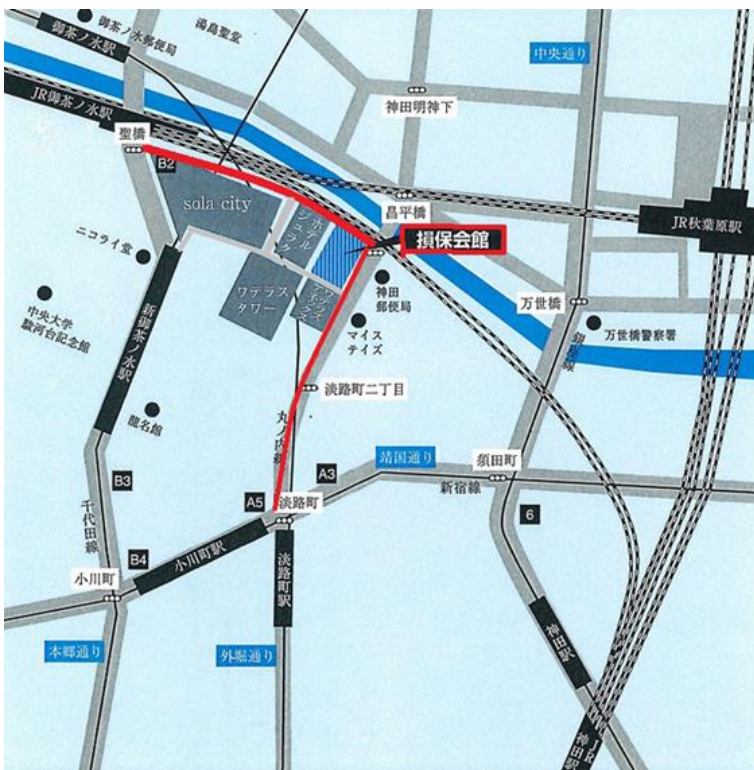 御茶ノ水駅
御茶ノ水郵便局
湯島聖堂
中央通り
JR御茶ノ水駅
神田明神下
聖橋
B2
sola city
ホテル
ジュラク
昌平橋
JR秋葉原駅
損保会館
ニコライ堂
新御茶ノ水駅
ワテラス
タワー
ワテラス
アネックス
神田
郵便局
万世橋
中央大学
駿河台記念館
マイス
テイズ
銀座線
万世橋警察署
淡路町二丁目
龍名館
丸ノ内線
靖国通り
須田町
B3
A3
新宿線
千代田線
A5
淡路町
6
B4
小川町駅
小川町
淡路町駅
神田駅
本郷通り
外堀通り
JR
神田駅